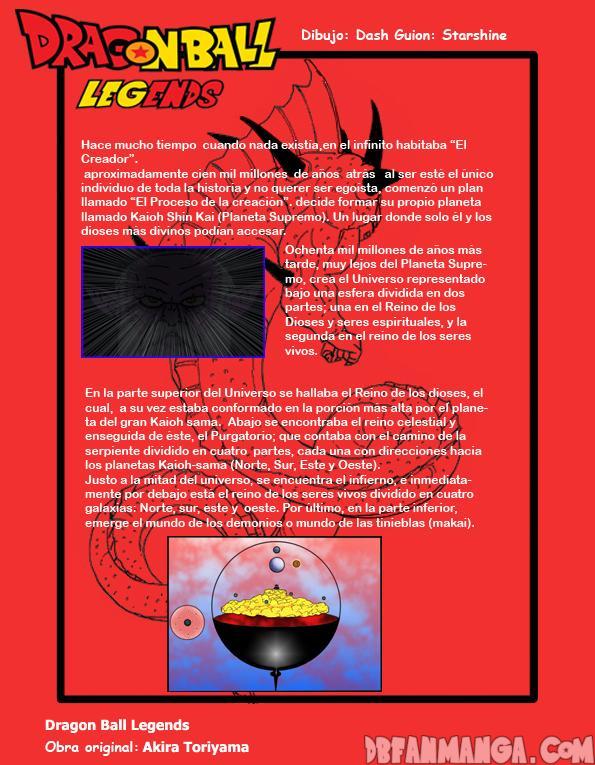 DRAGON BALL
LEGENDS
Dibujo: Dash Guion: Starshine
Hace mucho tiempo cuando nada existía,en el infinito habitaba “El
Creador”.
aproximadamente cien mil millones de años atrás al ser esté el único
individuo de toda la historia y no querer ser egoista, comenzó un plan
llamado “El Proceso de la creación”, decide formar su propio planeta
llamado Kaioh Shin Kai (Planeta Supremo). Un lugar donde solo él y los
dioses más divinos podían accesar.
Ochenta mil millones de años más
tarde, muy lejos del Planeta Supre-
mo, crea el Universo representado
bajo una esfera dividida en dos
partes; una en el Reino de los
Dioses y seres espirituales, y la
segunda en el reino de los seres
vivos.
En la parte superior del Universo se hallaba el Reino de los dioses, el
cual, a su vez estaba conformado en la porción más alta por el plane-
ta del gran Kaioh sama. Abajo se encontraba el reino celestial y
enseguida de éste, el Purgatorio; que contaba con el camino de la
serpiente dividido en cuatro partes, cada una con direcciones hacia
los planetas Kaioh-sama (Norte, Sur, Este y Oeste).
Justo a la mitad del universo, se encuentra el infierno, e inmediata-
mente por debajo está el reino de los seres vivos dividido en cuatro
galaxias: Norte, sur, este y oeste. Por último, en la parte inferior,
emerge el mundo de los demonios o mundo de las tinieblas (makai).
Dragon Ball Legends
Obra original: Akira Toriyama
DBFANMANGA.COM